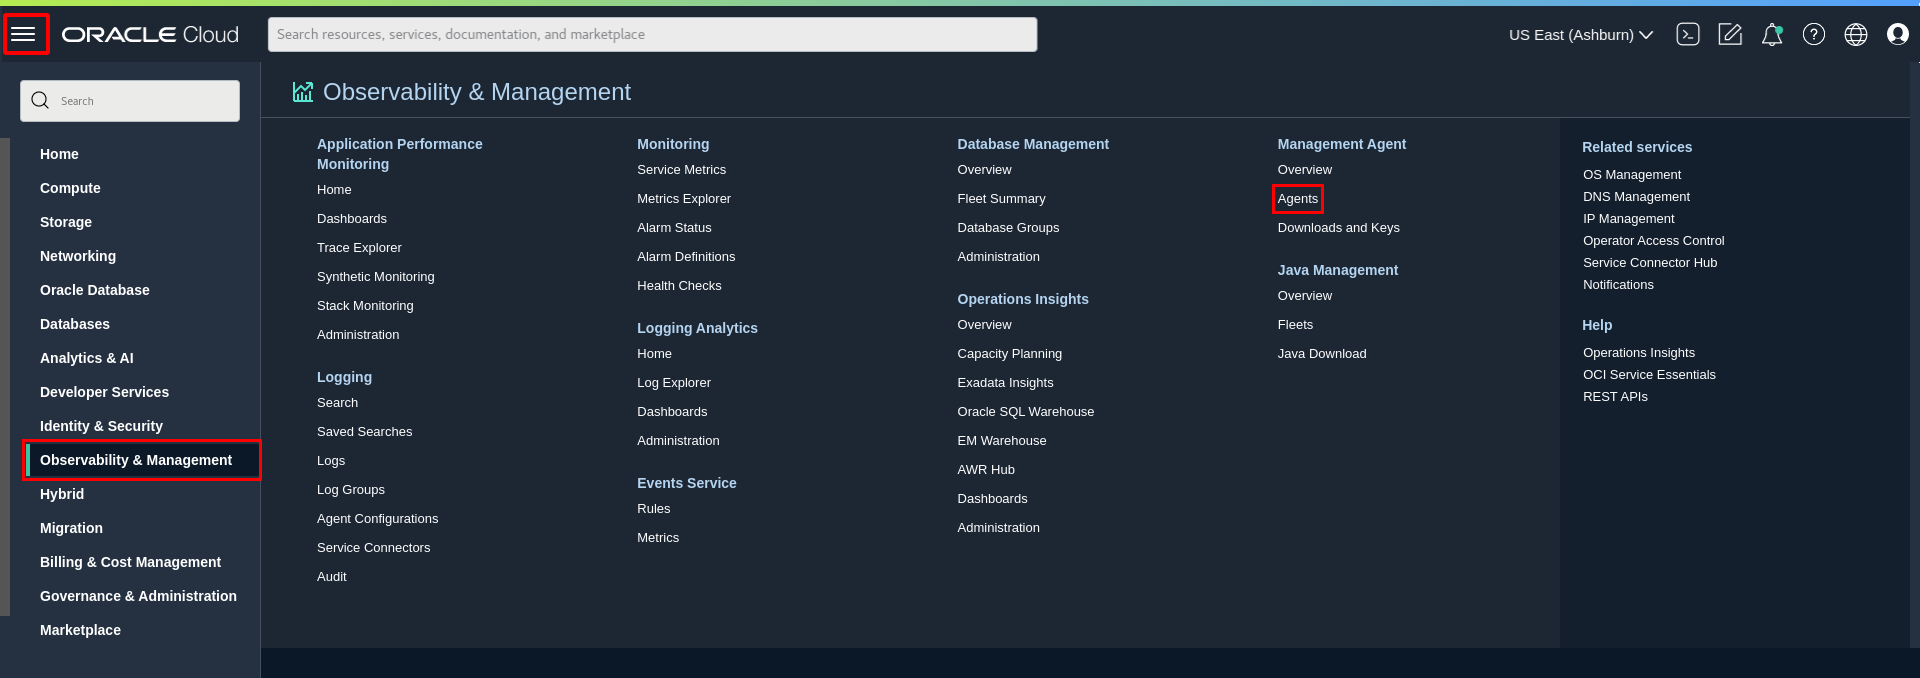 ORACLE Cloud
Search resources, services, documentation, and marketplace
US East (Ashburn)
Search
Home
Compute
Storage
Networking
Oracle Database
Databases
Analytics & AI
Developer Services
Identity & Security
Observability & Management
Hybrid
Migration
Billing & Cost Management
Governance & Administration
Marketplace
Observability & Management
Application Performance
Monitoring
Home
Dashboards
Trace Explorer
Synthetic Monitoring
Stack Monitoring
Administration
Logging
Search
Saved Searches
Logs
Log Groups
Agent Configurations
Service Connectors
Audit
Monitoring
Service Metrics
Metrics Explorer
Alarm Status
Alarm Definitions
Health Checks
Logging Analytics
Home
Log Explorer
Dashboards
Administration
Events Service
Rules
Metrics
Database Management
Overview
Fleet Summary
Database Groups
Administration
Operations Insights
Overview
Capacity Planning
Exadata Insights
Oracle SQL Warehouse
EM Warehouse
AWR Hub
Dashboards
Administration
Management Agent
Overview
Agents
Downloads and Keys
Java Management
Overview
Fleets
Java Download
Related services
OS Management
DNS Management
IP Management
Operator Access Control
Service Connector Hub
Notifications
Help
Operations Insights
OCI Service Essentials
REST APIs